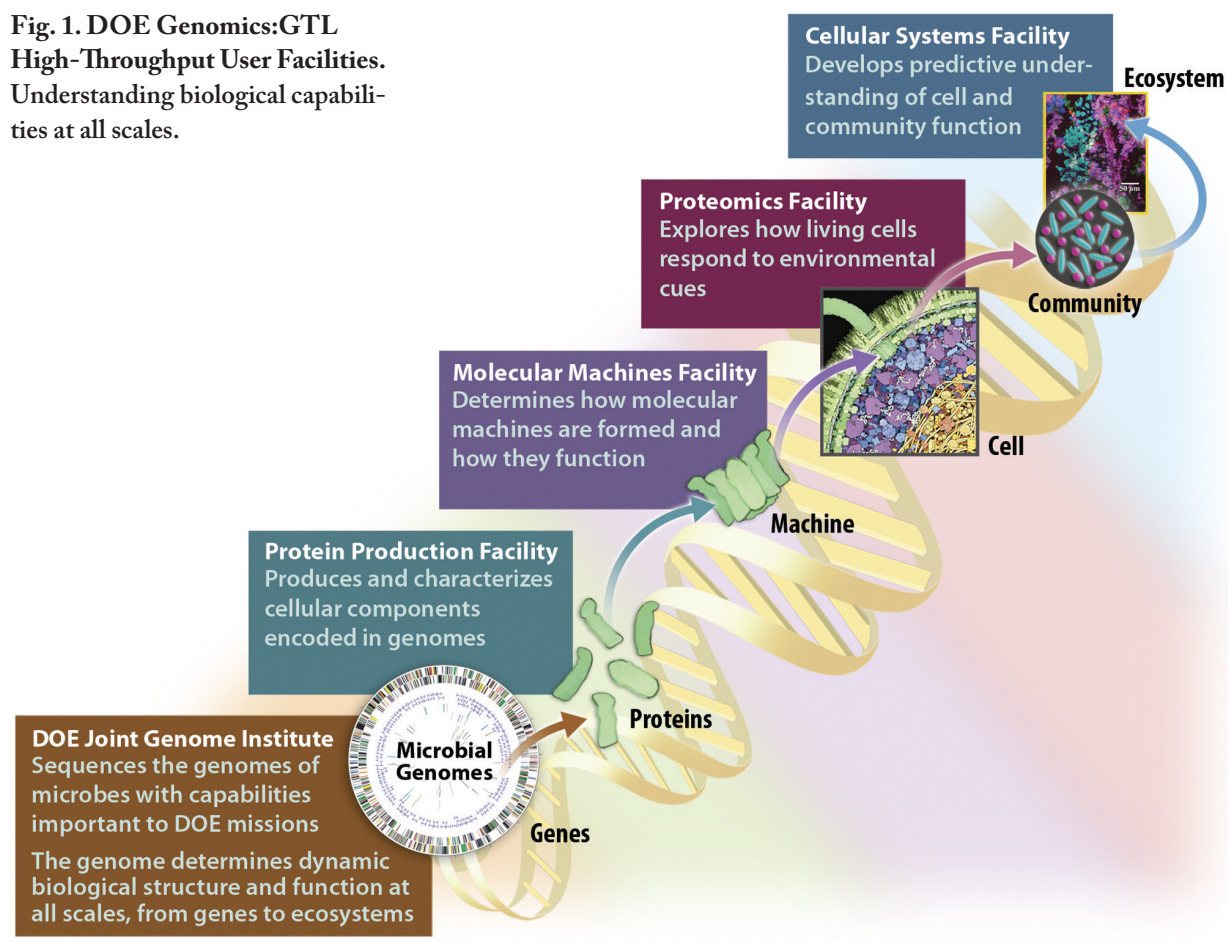 Fig. 1. DOE Genomics:GTL
High-Throughput User Facilities.
Understanding biological capabili-
ties at all scales.
Cellular Systems Facility
Develops predictive under-
standing of cell and
community function
Ecosystem
50 µm
Proteomics Facility
Explores how living cells
respond to environmental
cues
Community
Molecular Machines Facility
Determines how molecular
machines are formed and
how they function
Cell
Machine
Protein Production Facility
Produces and characterizes
cellular components
encoded in genomes
Proteins
DOE Joint Genome Institute
Sequences the genomes of
microbes with capabilities
important to DOE missions
The genome determines dynamic
biological structure and function at
all scales, from genes to ecosystems
Microbial
Genomes
Genes